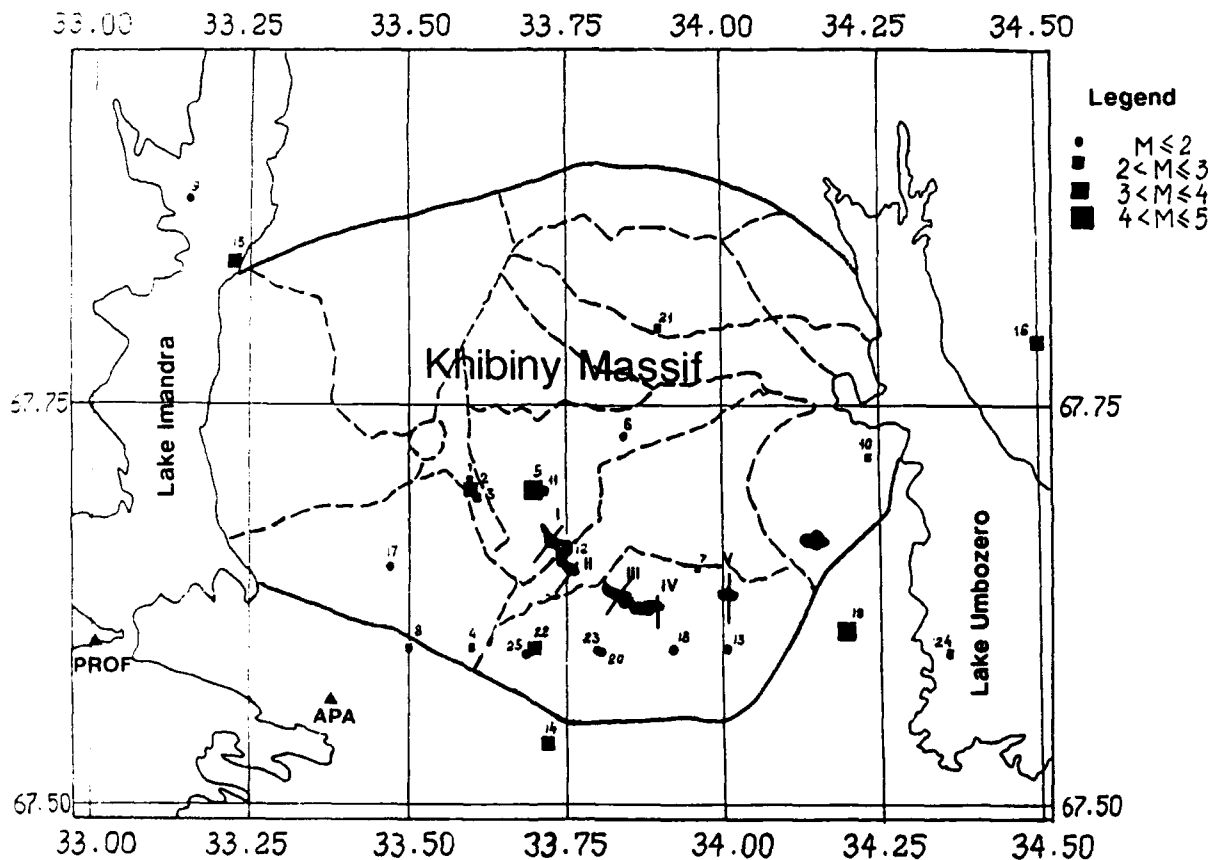 33.00 33.25 33.50 33.75 34.00 34.25 34.50
Legend
M ≤ 2
2 < M ≤ 3
3 < M ≤ 4
4 < M ≤ 5
9
15
21
16
Khibiny Massif
67.75 67.75
Lake Imandra
6
10
2
3
5
11
I
12
II
17
III
IV
7
V
19
8
4
25
22
23
20
18
13
24
Lake Umbozero
PROF
APA
14
67.50 67.50
33.00 33.25 33.50 33.75 34.00 34.25 34.50